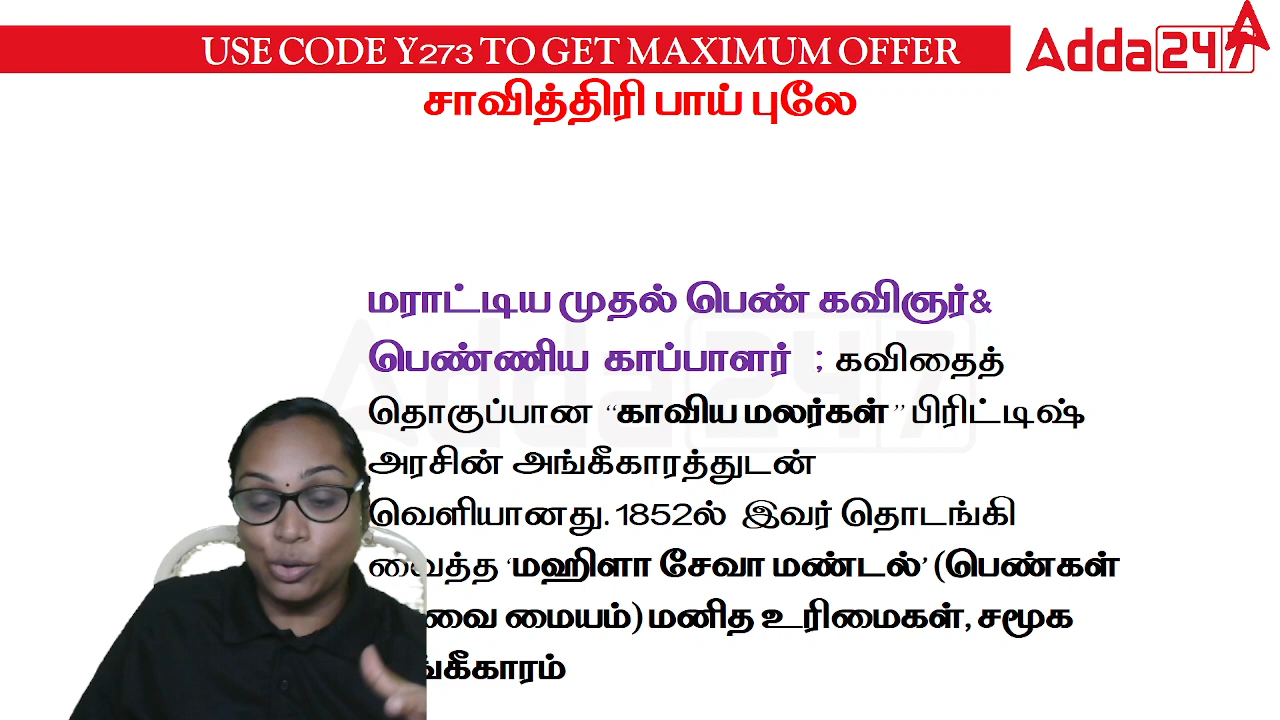 USE CODE Y273 TO GET MAXIMUM OFFER
Adda247
சாவித்திரி பாய் புலே
மராட்டிய முதல் பெண் கவிஞர்&
பெண்ணிய காப்பாளர் ; கவிதைத்
தொகுப்பான “காவிய மலர்கள்” பிரிட்டிஷ்
அரசின் அங்கீகாரத்துடன்
வெளியானது. 1852ல் இவர் தொடங்கி
வைத்த ‘மஹிளா சேவா மண்டல்’ (பெண்கள்
மையம்) மனித உரிமைகள், சமூக